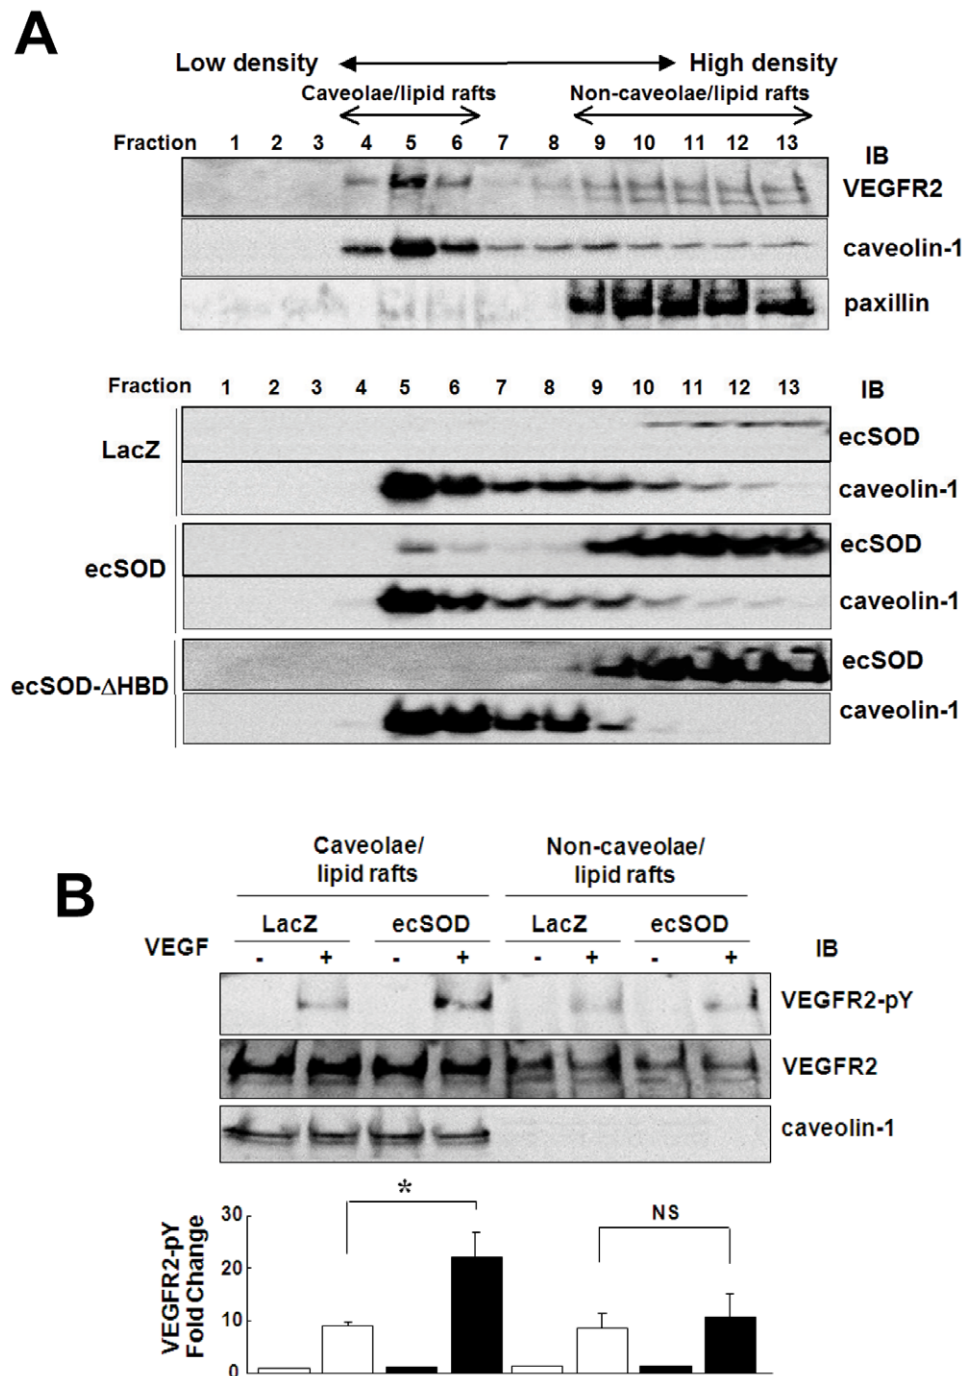 A
Low density High density
Caveolae/lipid rafts Non-caveolae/lipid rafts
Fraction 1 2 3 4 5 6 7 8 9 10 11 12 13
IB
VEGFR2
caveolin-1
paxillin
Fraction 1 2 3 4 5 6 7 8 9 10 11 12 13 IB
LacZ
ecSOD
caveolin-1
ecSOD
ecSOD
caveolin-1
ecSOD-ΔHBD
ecSOD
caveolin-1
B
Caveolae/
lipid rafts
Non-caveolae/
lipid rafts
LacZ ecSOD LacZ ecSOD
VEGF - + - + - + - + IB
VEGFR2-pY
VEGFR2
caveolin-1
VEGFR2-pY
Fold Change
30
20
10
0
* NS